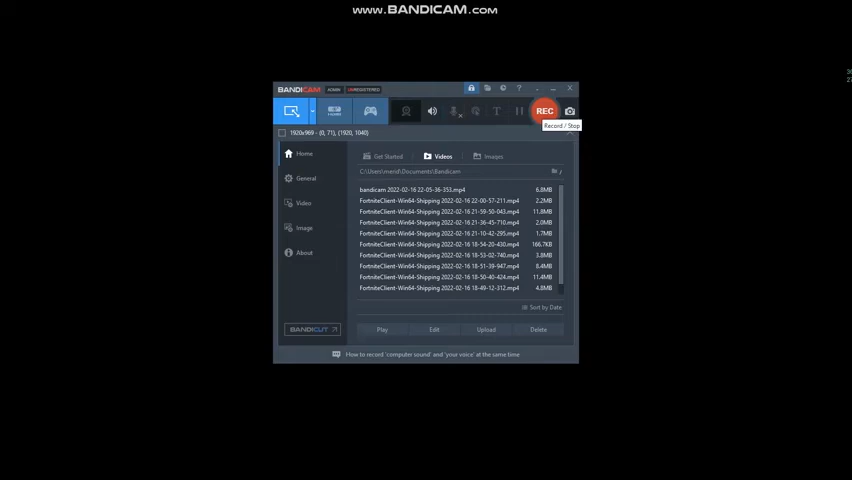 www.BANDICAM.com
BANDICAM ADMIN UNREGISTERED
REC
Record / Stop
1920x969 - (0, 71), (1920, 1040)
Home
General
Video
Image
About
BANDICUT
Get Started Videos Images
C:\Users\merid\Documents\Bandicam
bandicam 2022-02-16 22-05-36-353.mp4 6.8MB
FortniteClient-Win64-Shipping 2022-02-16 22-00-57-211.mp4 2.2MB
FortniteClient-Win64-Shipping 2022-02-16 21-59-50-043.mp4 11.8MB
FortniteClient-Win64-Shipping 2022-02-16 21-36-45-710.mp4 2.0MB
FortniteClient-Win64-Shipping 2022-02-16 21-10-42-295.mp4 1.7MB
FortniteClient-Win64-Shipping 2022-02-16 18-54-20-430.mp4 166.7KB
FortniteClient-Win64-Shipping 2022-02-16 18-53-02-740.mp4 3.8MB
FortniteClient-Win64-Shipping 2022-02-16 18-51-39-947.mp4 8.4MB
FortniteClient-Win64-Shipping 2022-02-16 18-50-40-424.mp4 11.4MB
FortniteClient-Win64-Shipping 2022-02-16 18-49-12-312.mp4 4.8MB
Sort by Date
Play Edit Upload Delete
How to record 'computer sound' and 'your voice' at the same time